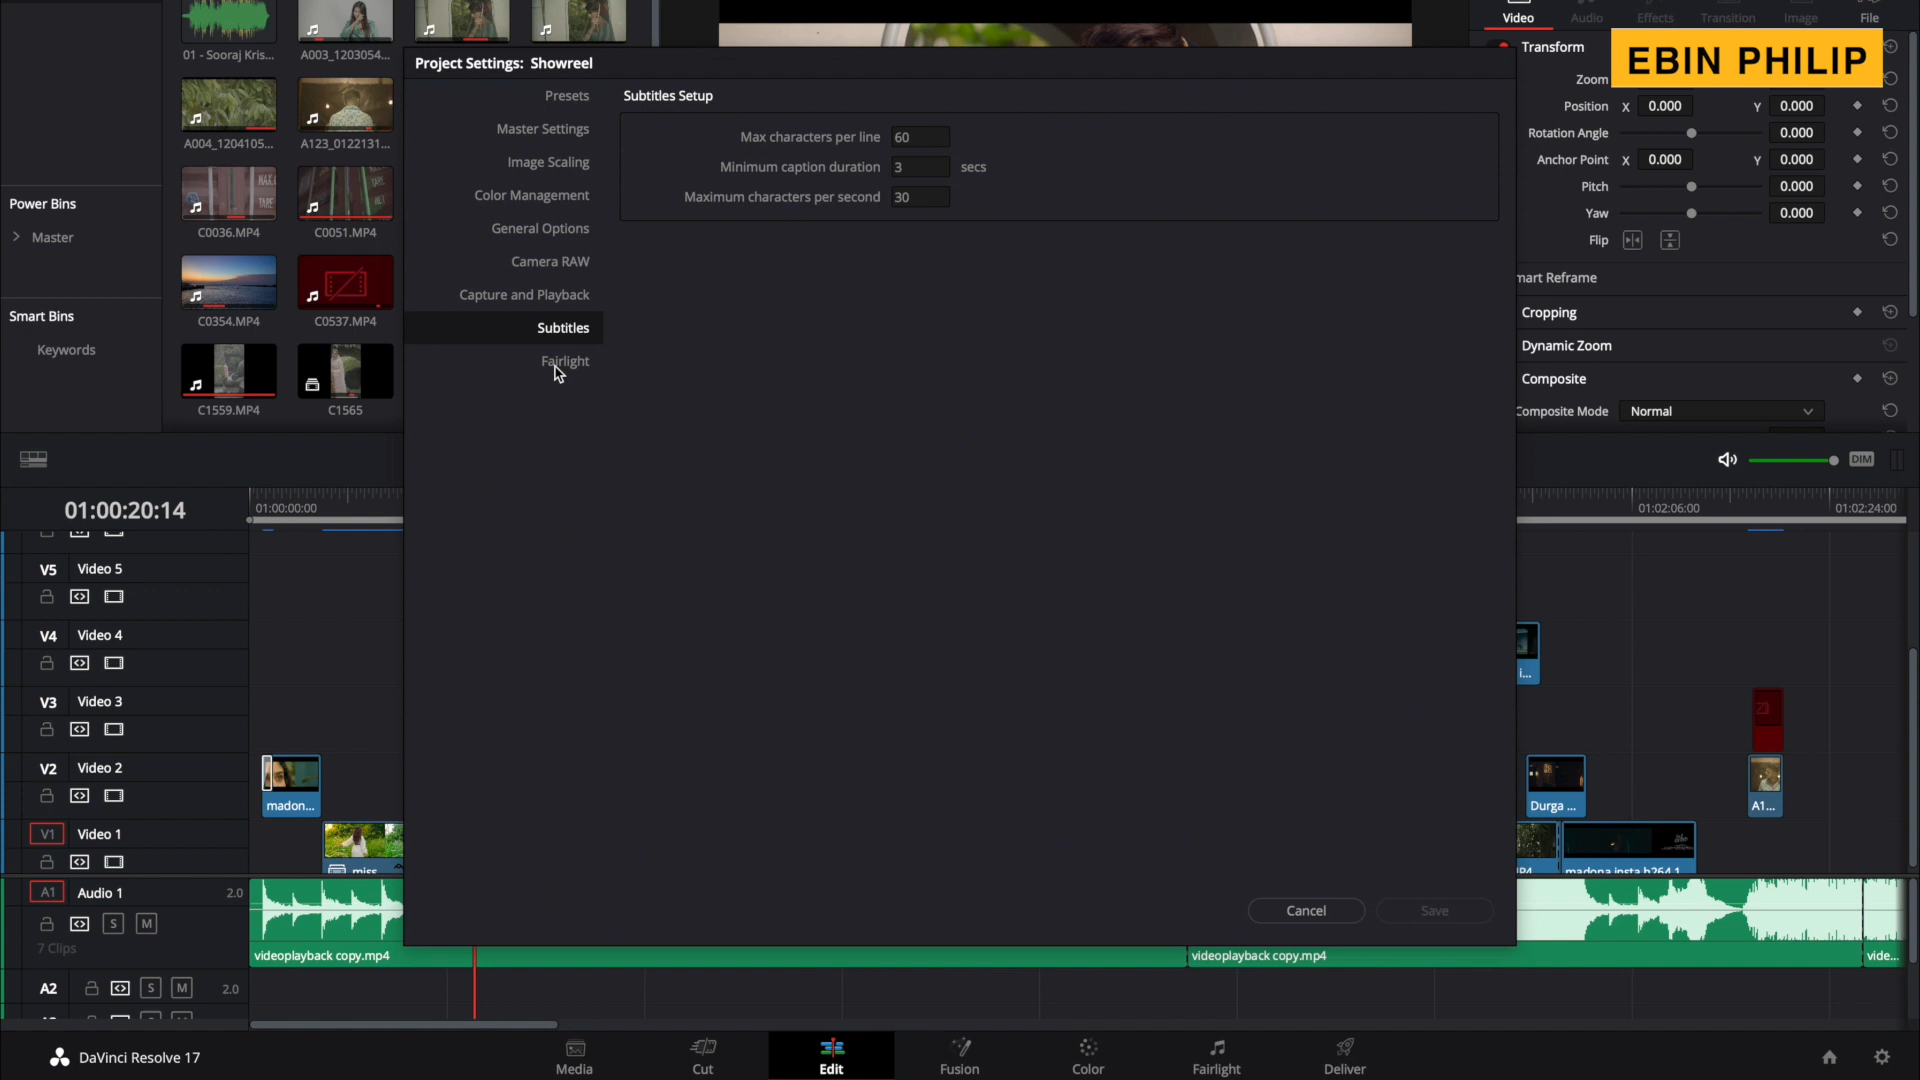 01 - Sooraj Kris...
A003_1203054...
A004_1204105...
A123_0122131...
C0036.MP4
C0051.MP4
C0354.MP4
C0537.MP4
C1559.MP4
C1565
Power Bins
Master
Smart Bins
Keywords
Project Settings: Showreel
Presets
Master Settings
Image Scaling
Color Management
General Options
Camera RAW
Capture and Playback
Subtitles
Fairlight
Subtitles Setup
Max characters per line 60
Minimum caption duration 3 secs
Maximum characters per second 30
Cancel
Save
Video
Audio
Effects
Transition
Image
File
EBIN PHILIP
Transform
Zoom
Position X 0.000 Y 0.000
Rotation Angle 0.000
Anchor Point X 0.000 Y 0.000
Pitch 0.000
Yaw 0.000
Flip
mart Reframe
Cropping
Dynamic Zoom
Composite
Composite Mode Normal
DIM
01:00:20:14
01:00:00:00
01:02:06:00
01:02:24:00
V5 Video 5
V4 Video 4
i...
V3 Video 3
V2 Video 2
madon...
Durga ...
A1...
V1 Video 1
miss
IP4
madona insta h264 1
A1 Audio 1 2.0
S M
7 Clips
videoplayback copy.mp4
videoplayback copy.mp4
vide...
A2 S M 2.0
DaVinci Resolve 17
Media
Cut
Edit
Fusion
Color
Fairlight
Deliver